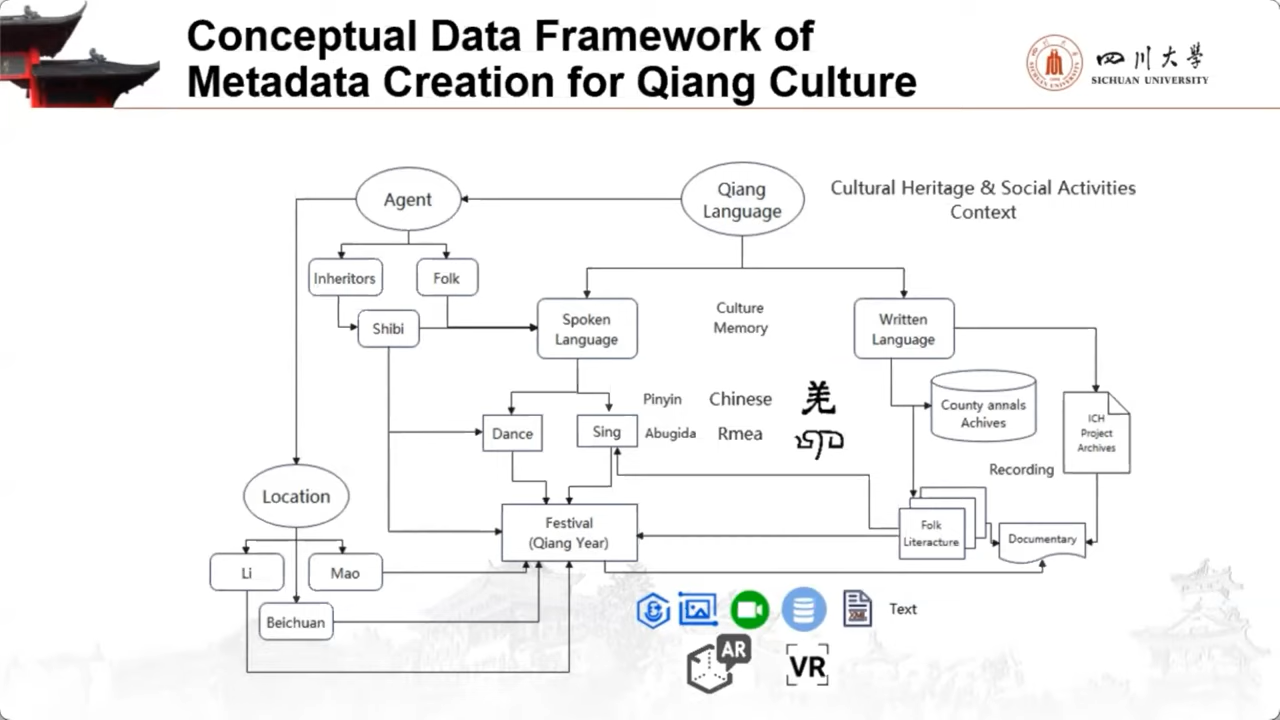 Conceptual Data Framework of
Metadata Creation for Qiang Culture
四川大學
SICHUAN UNIVERSITY
Agent
Qiang
Language
Cultural Heritage & Social Activities
Context
Inheritors
Folk
Shibi
Spoken
Language
Culture
Memory
Written
Language
Pinyin
Chinese
羌
County annals
Achives
ICH
Project
Archives
Dance
Sing
Abugida
Rmea
Recording
Location
Festival
(Qiang Year)
Folk
Literacture
Documentary
Li
Mao
Beichuan
Text
AR
VR